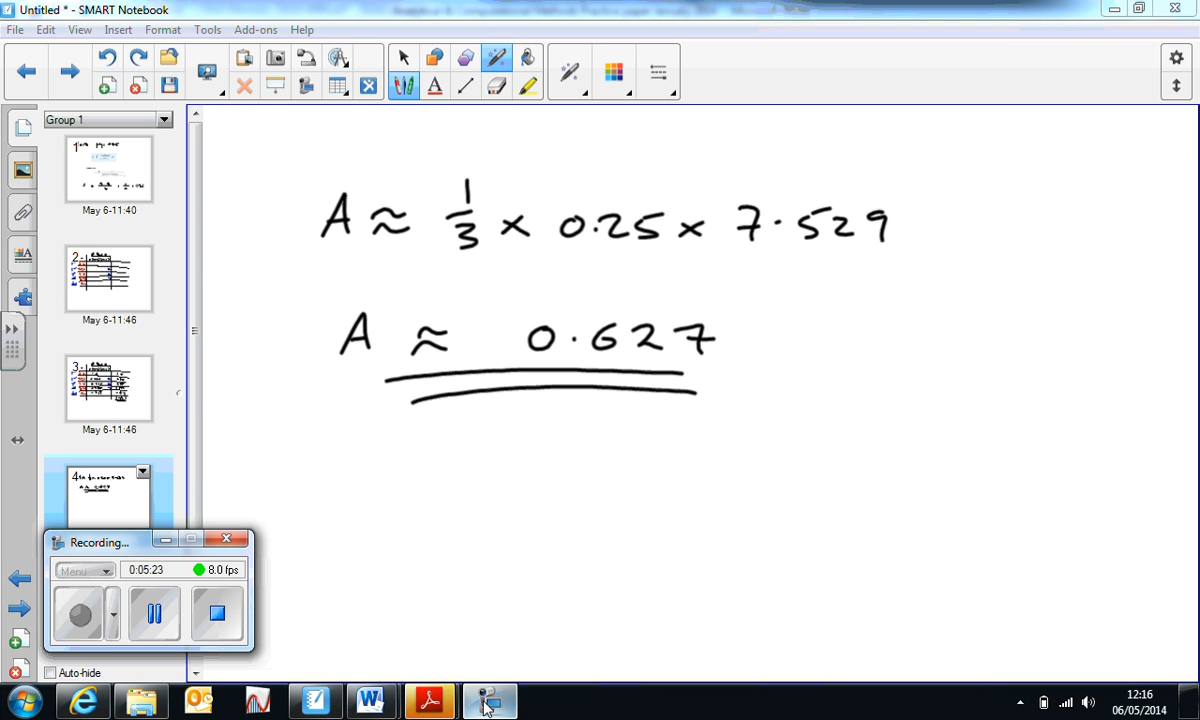 Untitled * - SMART Notebook
File Edit View Insert Format Tools Add-ons Help
Group 1
May 6-11:40
May 6-11:46
May 6-11:46
A ≈ 1/3 × 0.25 × 7.529
A ≈ 0.627
Recording...
Menu 0:05:23 8.0 fps
Auto-hide
12:16
06/05/2014